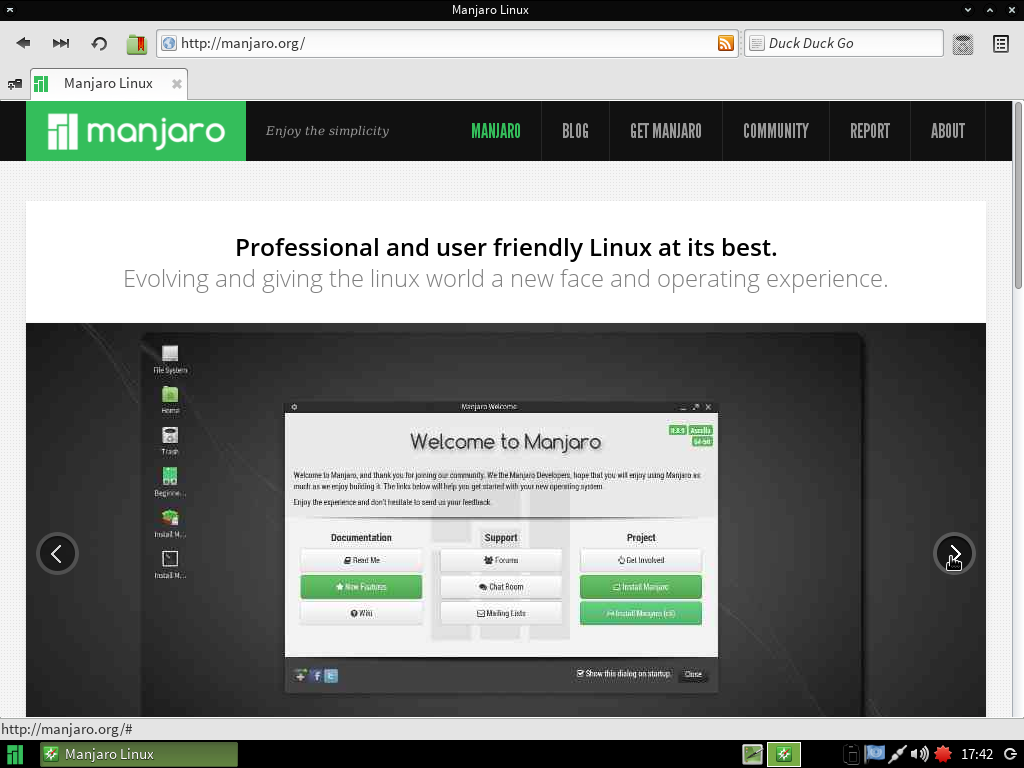 Manjaro Linux
http://manjaro.org/
Duck Duck Go
Manjaro Linux
manjaro
Enjoy the simplicity
MANJARO
BLOG
GET MANJARO
COMMUNITY
REPORT
ABOUT
Professional and user friendly Linux at its best.
Evolving and giving the linux world a new face and operating experience.
File System
Home
Trash
Beginne...
Install M...
Install M...
Manjaro Welcome
Welcome to Manjaro
0.8.9 Ascella
64-bit
Welcome to Manjaro, and thank you for joining our community. We the Manjaro Developers, hope that you will enjoy using Manjaro as
much as we enjoy building it. The links below will help you get started with your new operating system.
Enjoy the experience and don't hesitate to send us your feedback.
Documentation
Support
Project
Read Me
Forums
Get Involved
New Features
Chat Room
Install Manjaro
Wiki
Mailing Lists
Install Manjaro (cli)
Show this dialog on startup.
Close
http://manjaro.org/#
Manjaro Linux
17:42